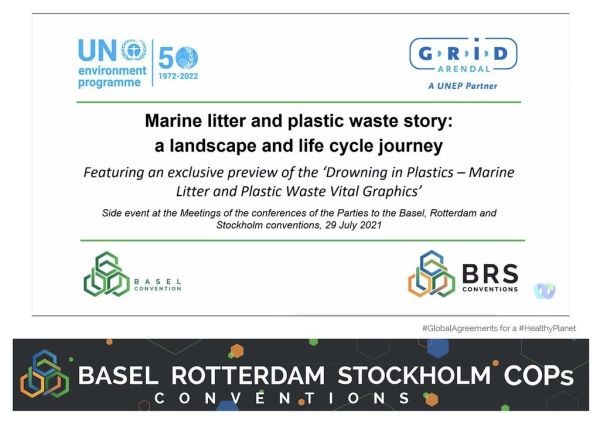 UN
environment
programme
50
1972-2022
GRID
ARENDAL
A UNEP Partner
Marine litter and plastic waste story:
a landscape and life cycle journey
Featuring an exclusive preview of the ‘Drowning in Plastics – Marine
Litter and Plastic Waste Vital Graphics’
Side event at the Meetings of the conferences of the Parties to the Basel, Rotterdam and
Stockholm conventions, 29 July 2021
BASEL
CONVENTION
BRS
CONVENTIONS
#GlobalAgreements for a #HealthyPlanet
BASEL ROTTERDAM STOCKHOLM COPs
CONVENTIONS